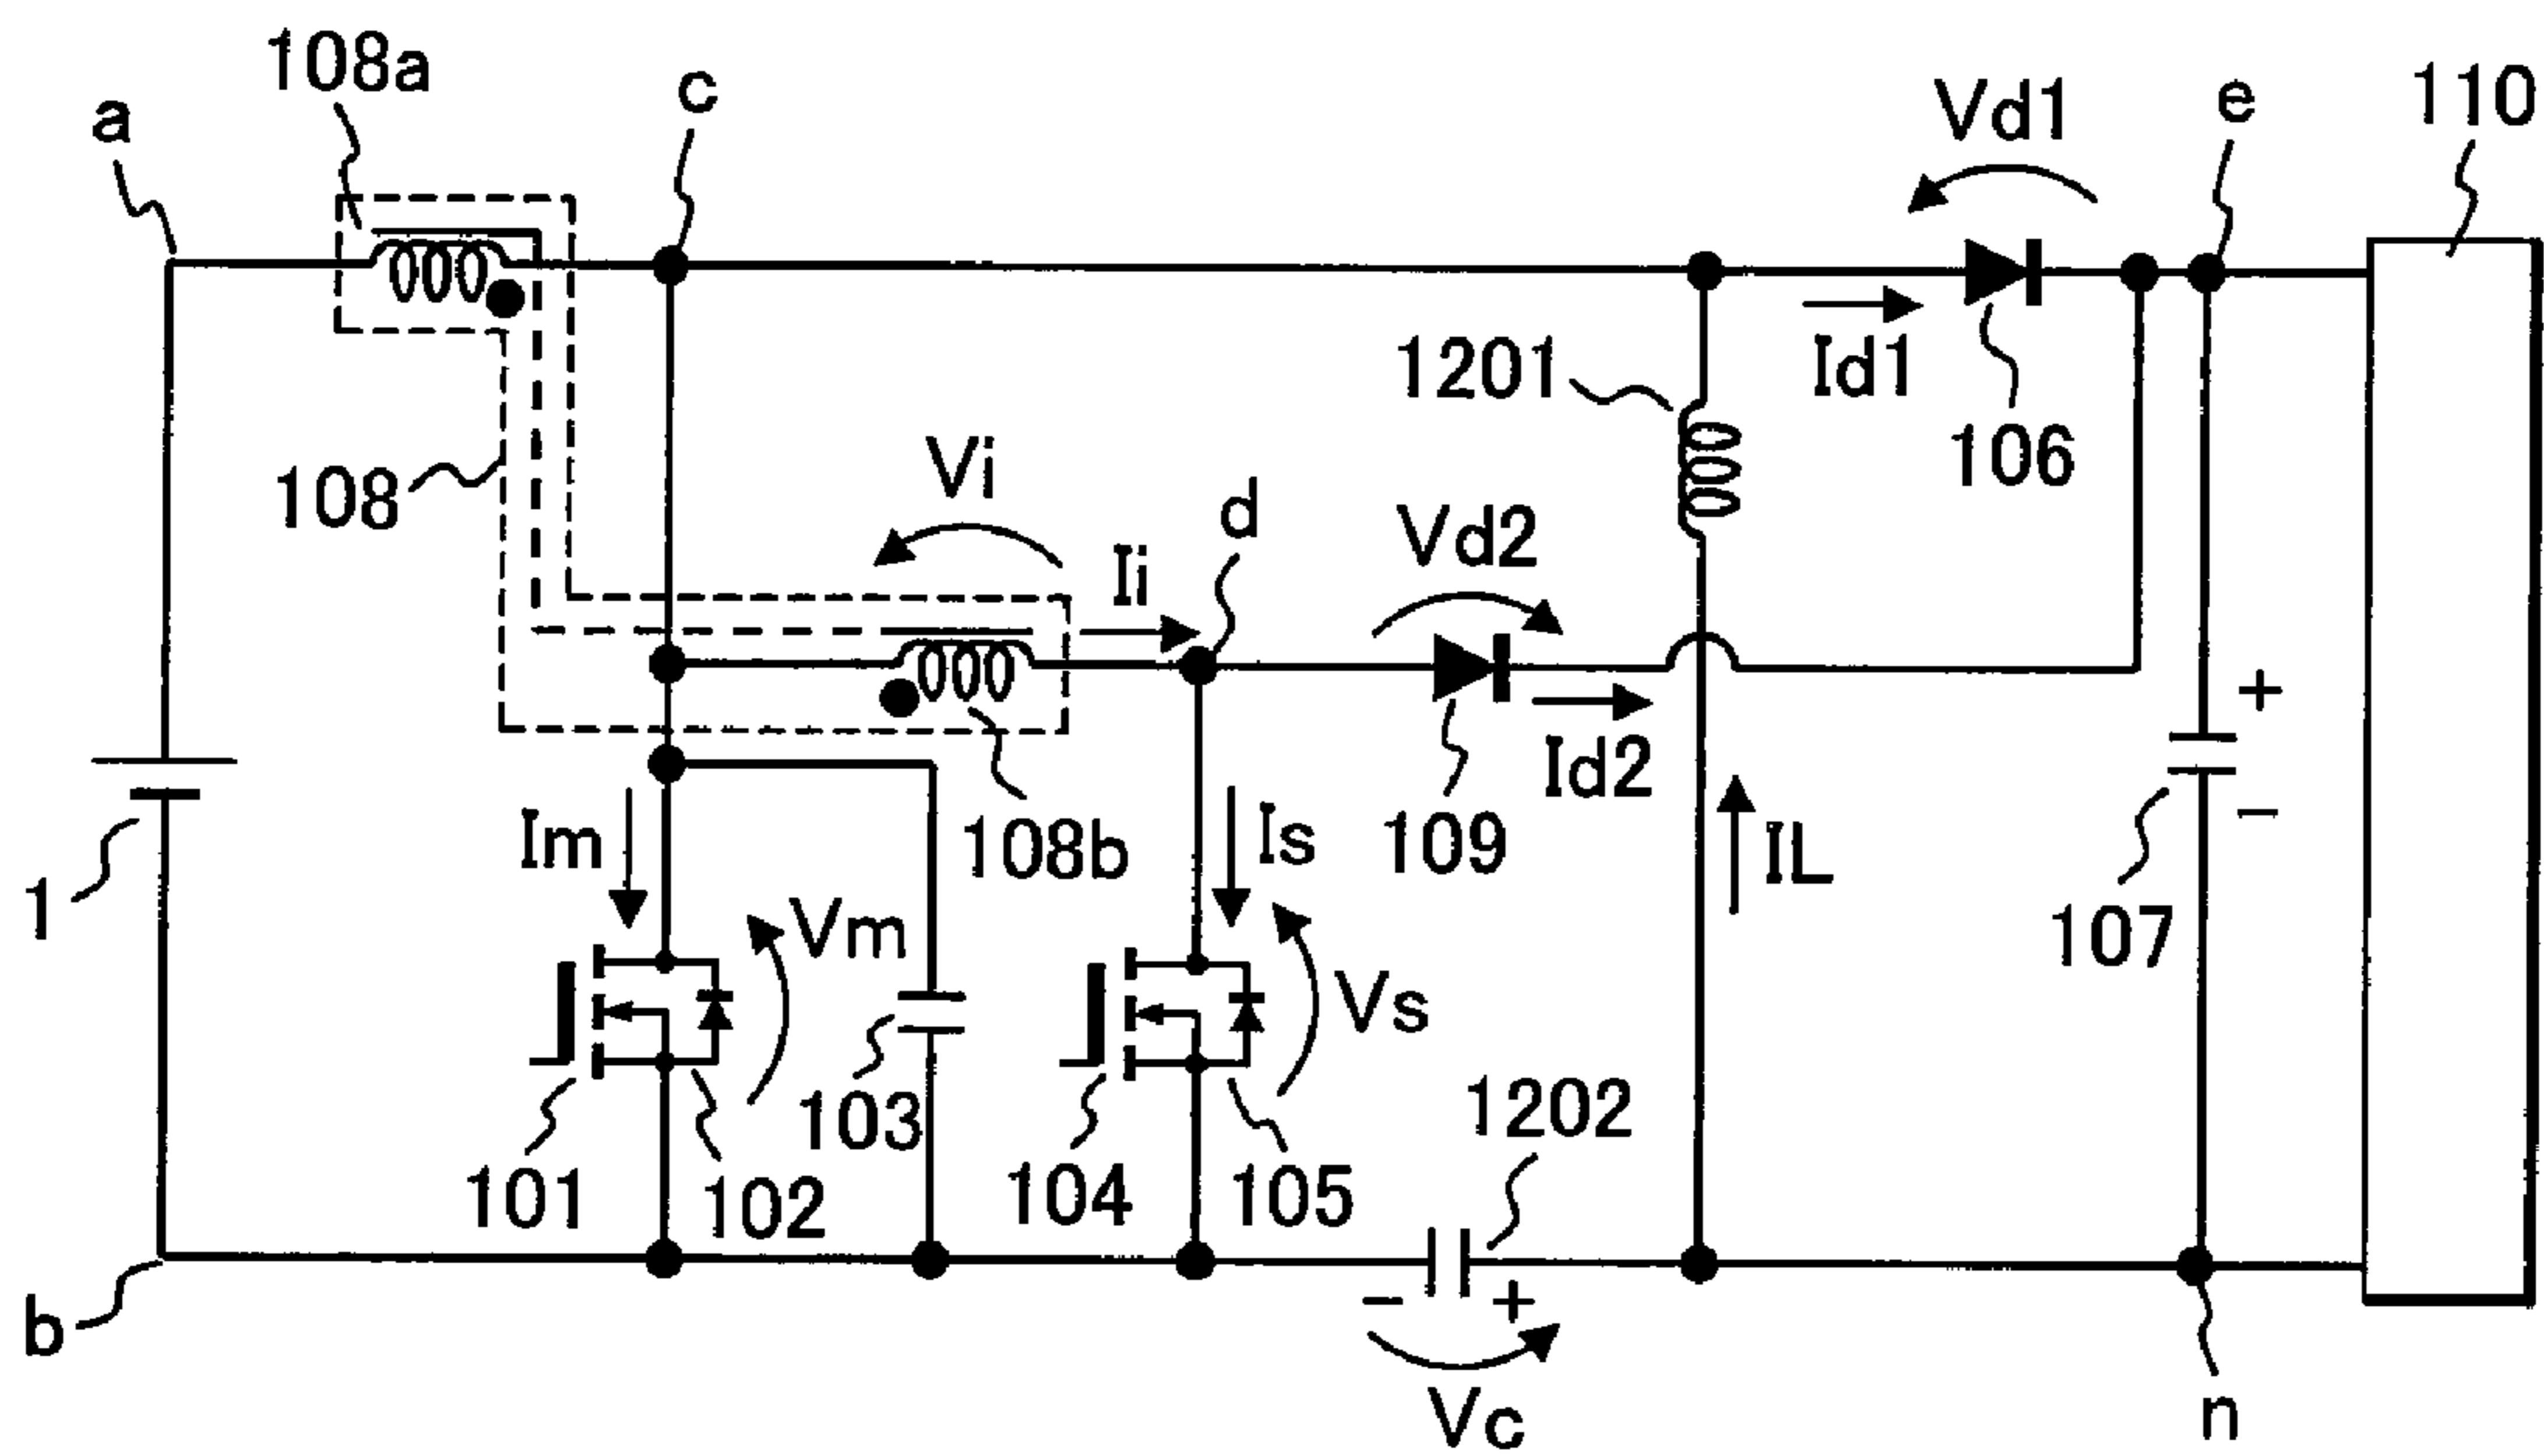 108a
c
Vd1
e
110
a
1201
Id1
106
108
Vi
Ii
d
Vd2
Id2
109
Im
108b
Is
IL
+
−
107
1
Vm
Vs
103
1202
101
102
104
105
− +
b
Vc
n